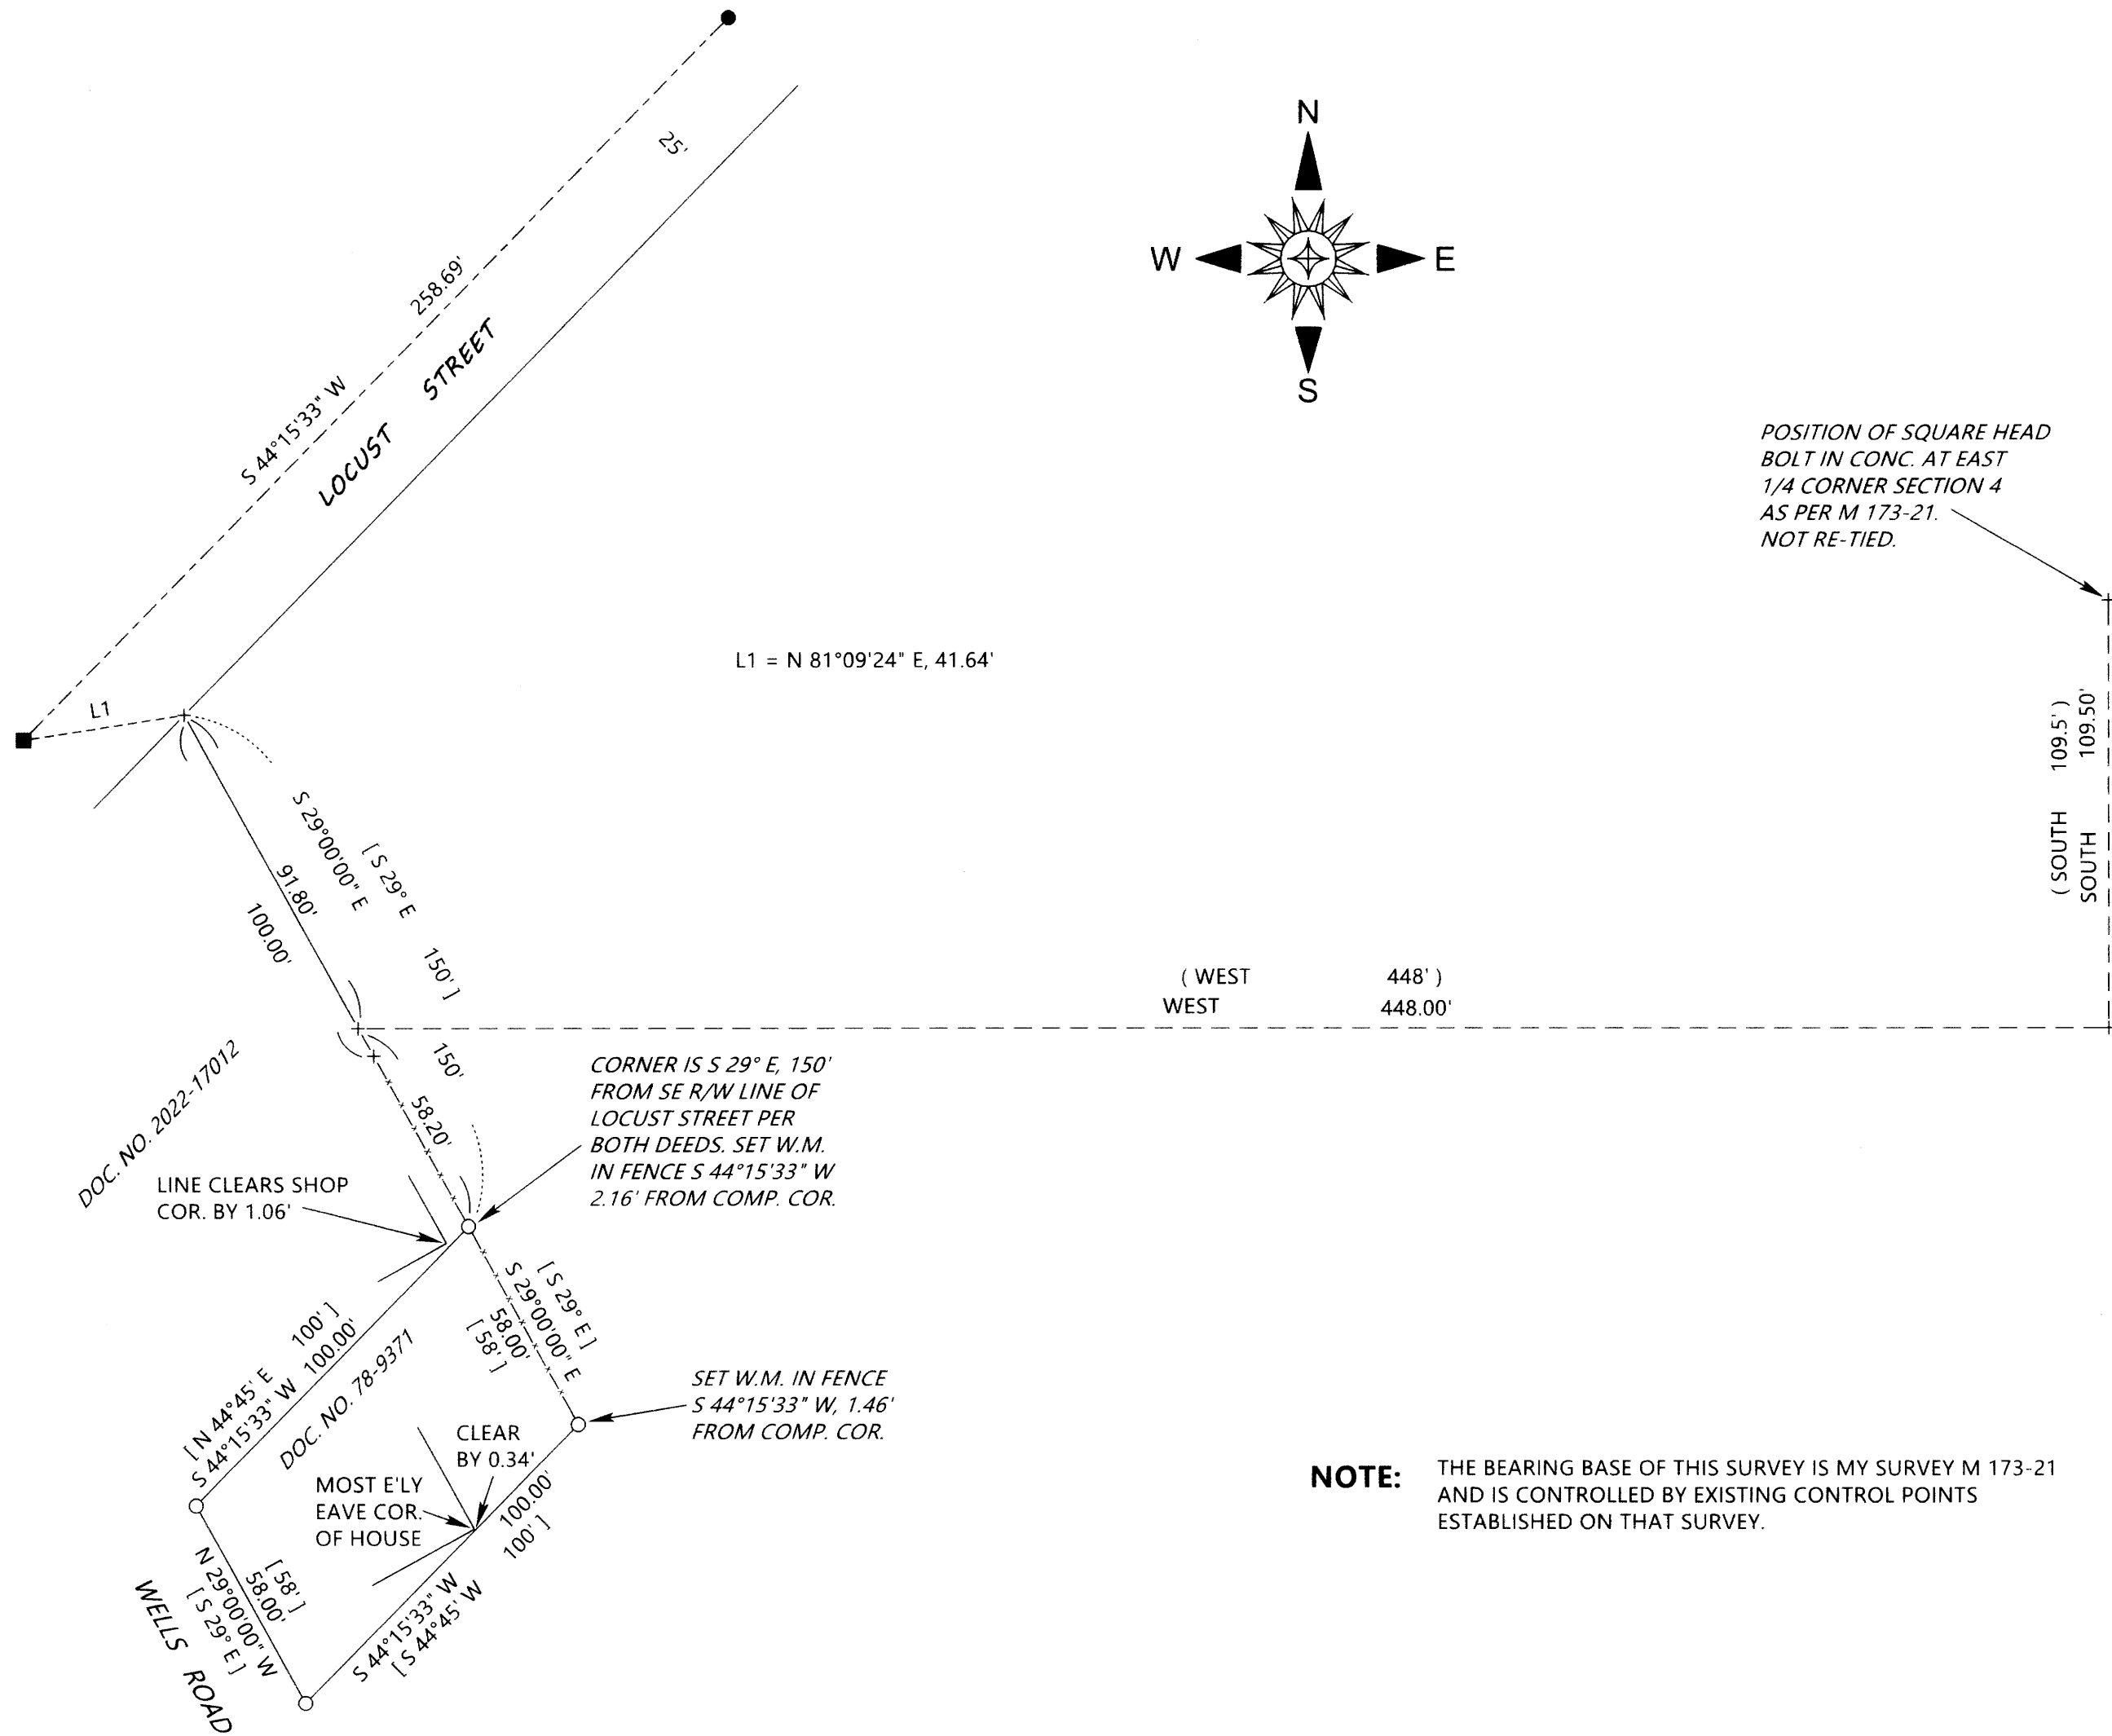 N
W
E
S
25'
258.69'
S 44°15'33" W
LOCUST STREET
POSITION OF SQUARE HEAD
BOLT IN CONC. AT EAST
1/4 CORNER SECTION 4
AS PER M 173-21.
NOT RE-TIED.
L1 = N 81°09'24" E, 41.64'
L1
( SOUTH 109.5' )
SOUTH 109.50'
[ S 29° E 150' ]
S 29°00'00" E 150'
91.80'
100.00'
( WEST 448' )
WEST 448.00'
58.20'
DOC. NO. 2022-17012
CORNER IS S 29° E, 150'
FROM SE R/W LINE OF
LOCUST STREET PER
BOTH DEEDS. SET W.M.
IN FENCE S 44°15'33" W
2.16' FROM COMP. COR.
LINE CLEARS SHOP
COR. BY 1.06'
[ S 29° E ]
S 29°00'00" E
58.00'
[ 58' ]
[ N 44°45' E 100' ]
S 44°15'33" W 100.00'
DOC. NO. 78-9371
SET W.M. IN FENCE
S 44°15'33" W, 1.46'
FROM COMP. COR.
CLEAR
BY 0.34'
MOST E'LY
EAVE COR.
OF HOUSE
S 44°15'33" W 100.00'
[ S 44°45' W 100' ]
[ 58' ]
58.00'
N 29°00'00" W
[ S 29° E ]
WELLS ROAD
NOTE: THE BEARING BASE OF THIS SURVEY IS MY SURVEY M 173-21
AND IS CONTROLLED BY EXISTING CONTROL POINTS
ESTABLISHED ON THAT SURVEY.